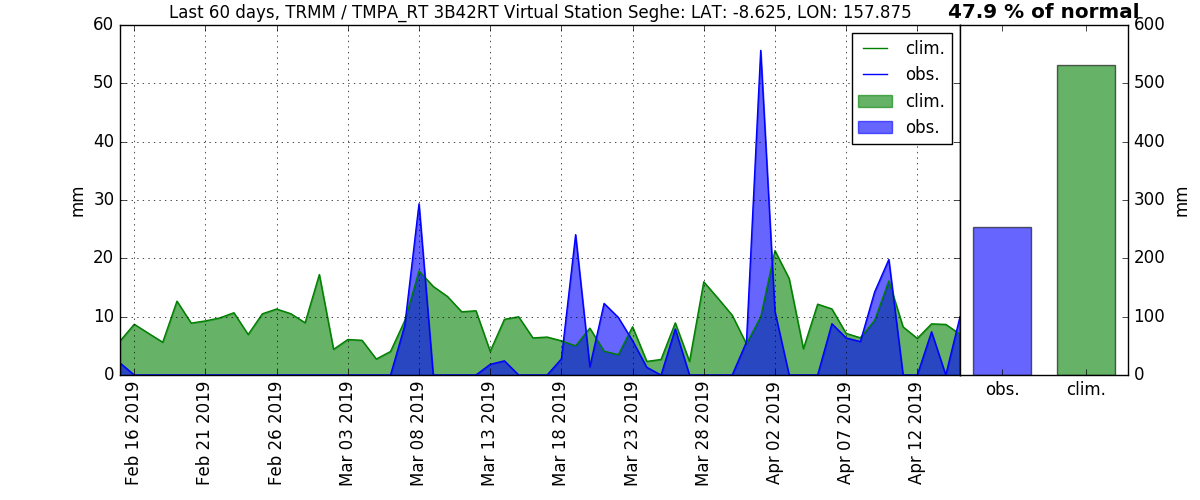 Last 60 days, TRMM / TMPA_RT 3B42RT Virtual Station Seghe: LAT: -8.625, LON: 157.875
47.9 % of normal
60
50
40
30
20
10
0
mm
clim.
obs.
clim.
obs.
Feb 16 2019
Feb 21 2019
Feb 26 2019
Mar 03 2019
Mar 08 2019
Mar 13 2019
Mar 18 2019
Mar 23 2019
Mar 28 2019
Apr 02 2019
Apr 07 2019
Apr 12 2019
600
500
400
300
200
100
0
mm
obs.
clim.